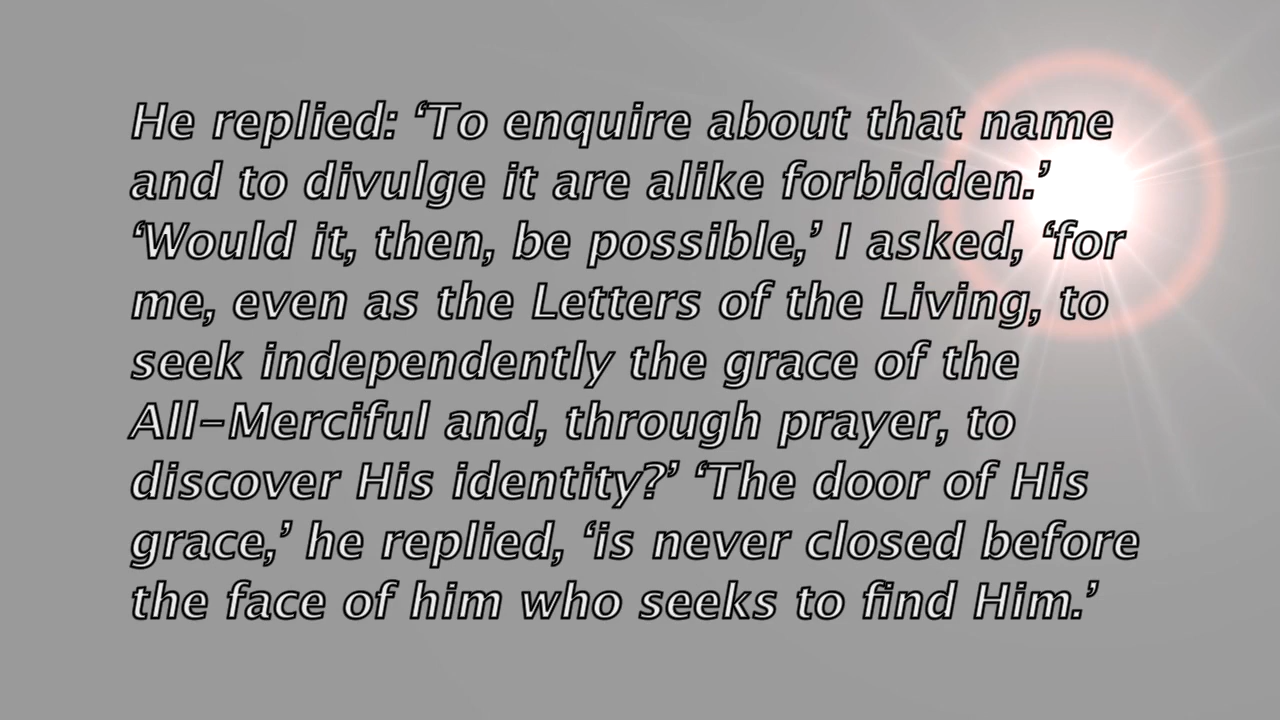 He replied: ‘To enquire about that name
and to divulge it are alike forbidden.’
‘Would it, then, be possible,’ I asked, ‘for
me, even as the Letters of the Living, to
seek independently the grace of the
All-Merciful and, through prayer, to
discover His identity?’ ‘The door of His
grace,’ he replied, ‘is never closed before
the face of him who seeks to find Him.’